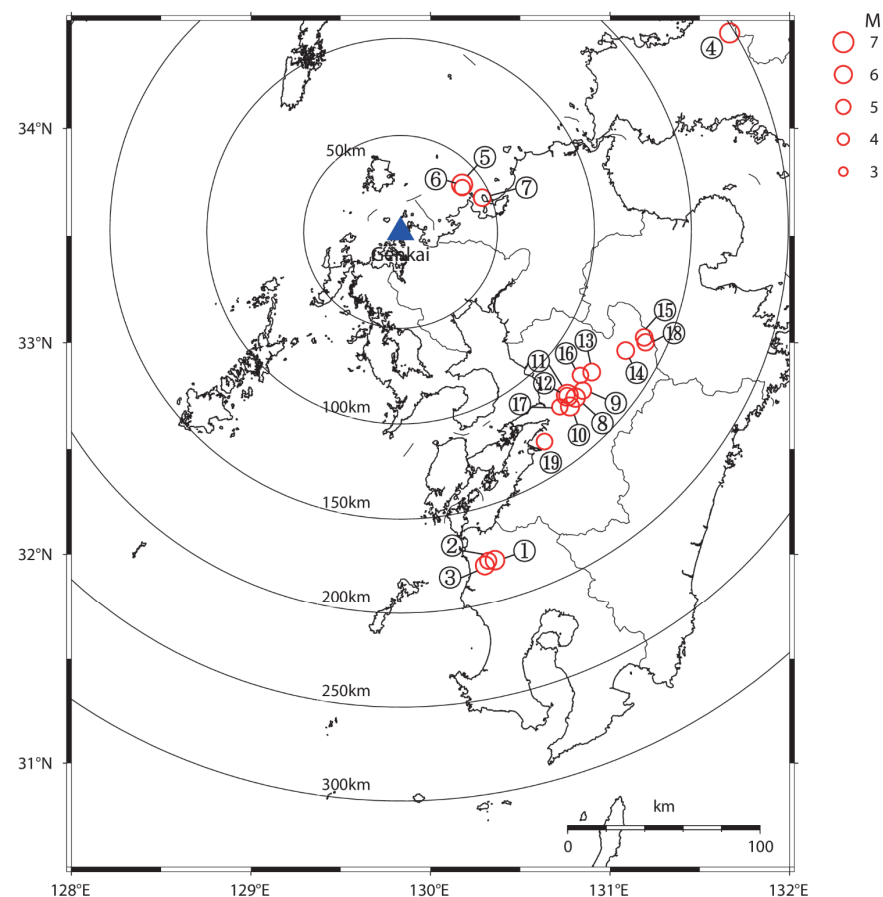 M
7
6
5
4
3
④
34°N
50km
⑤
⑥
⑦
Genkai
33°N
⑮
⑱
⑬
⑯
⑪
⑭
⑫
⑰
⑨
⑧
⑩
⑲
100km
150km
32°N
②
①
③
200km
250km
31°N
300km
km
0
100
128°E
129°E
130°E
131°E
132°E